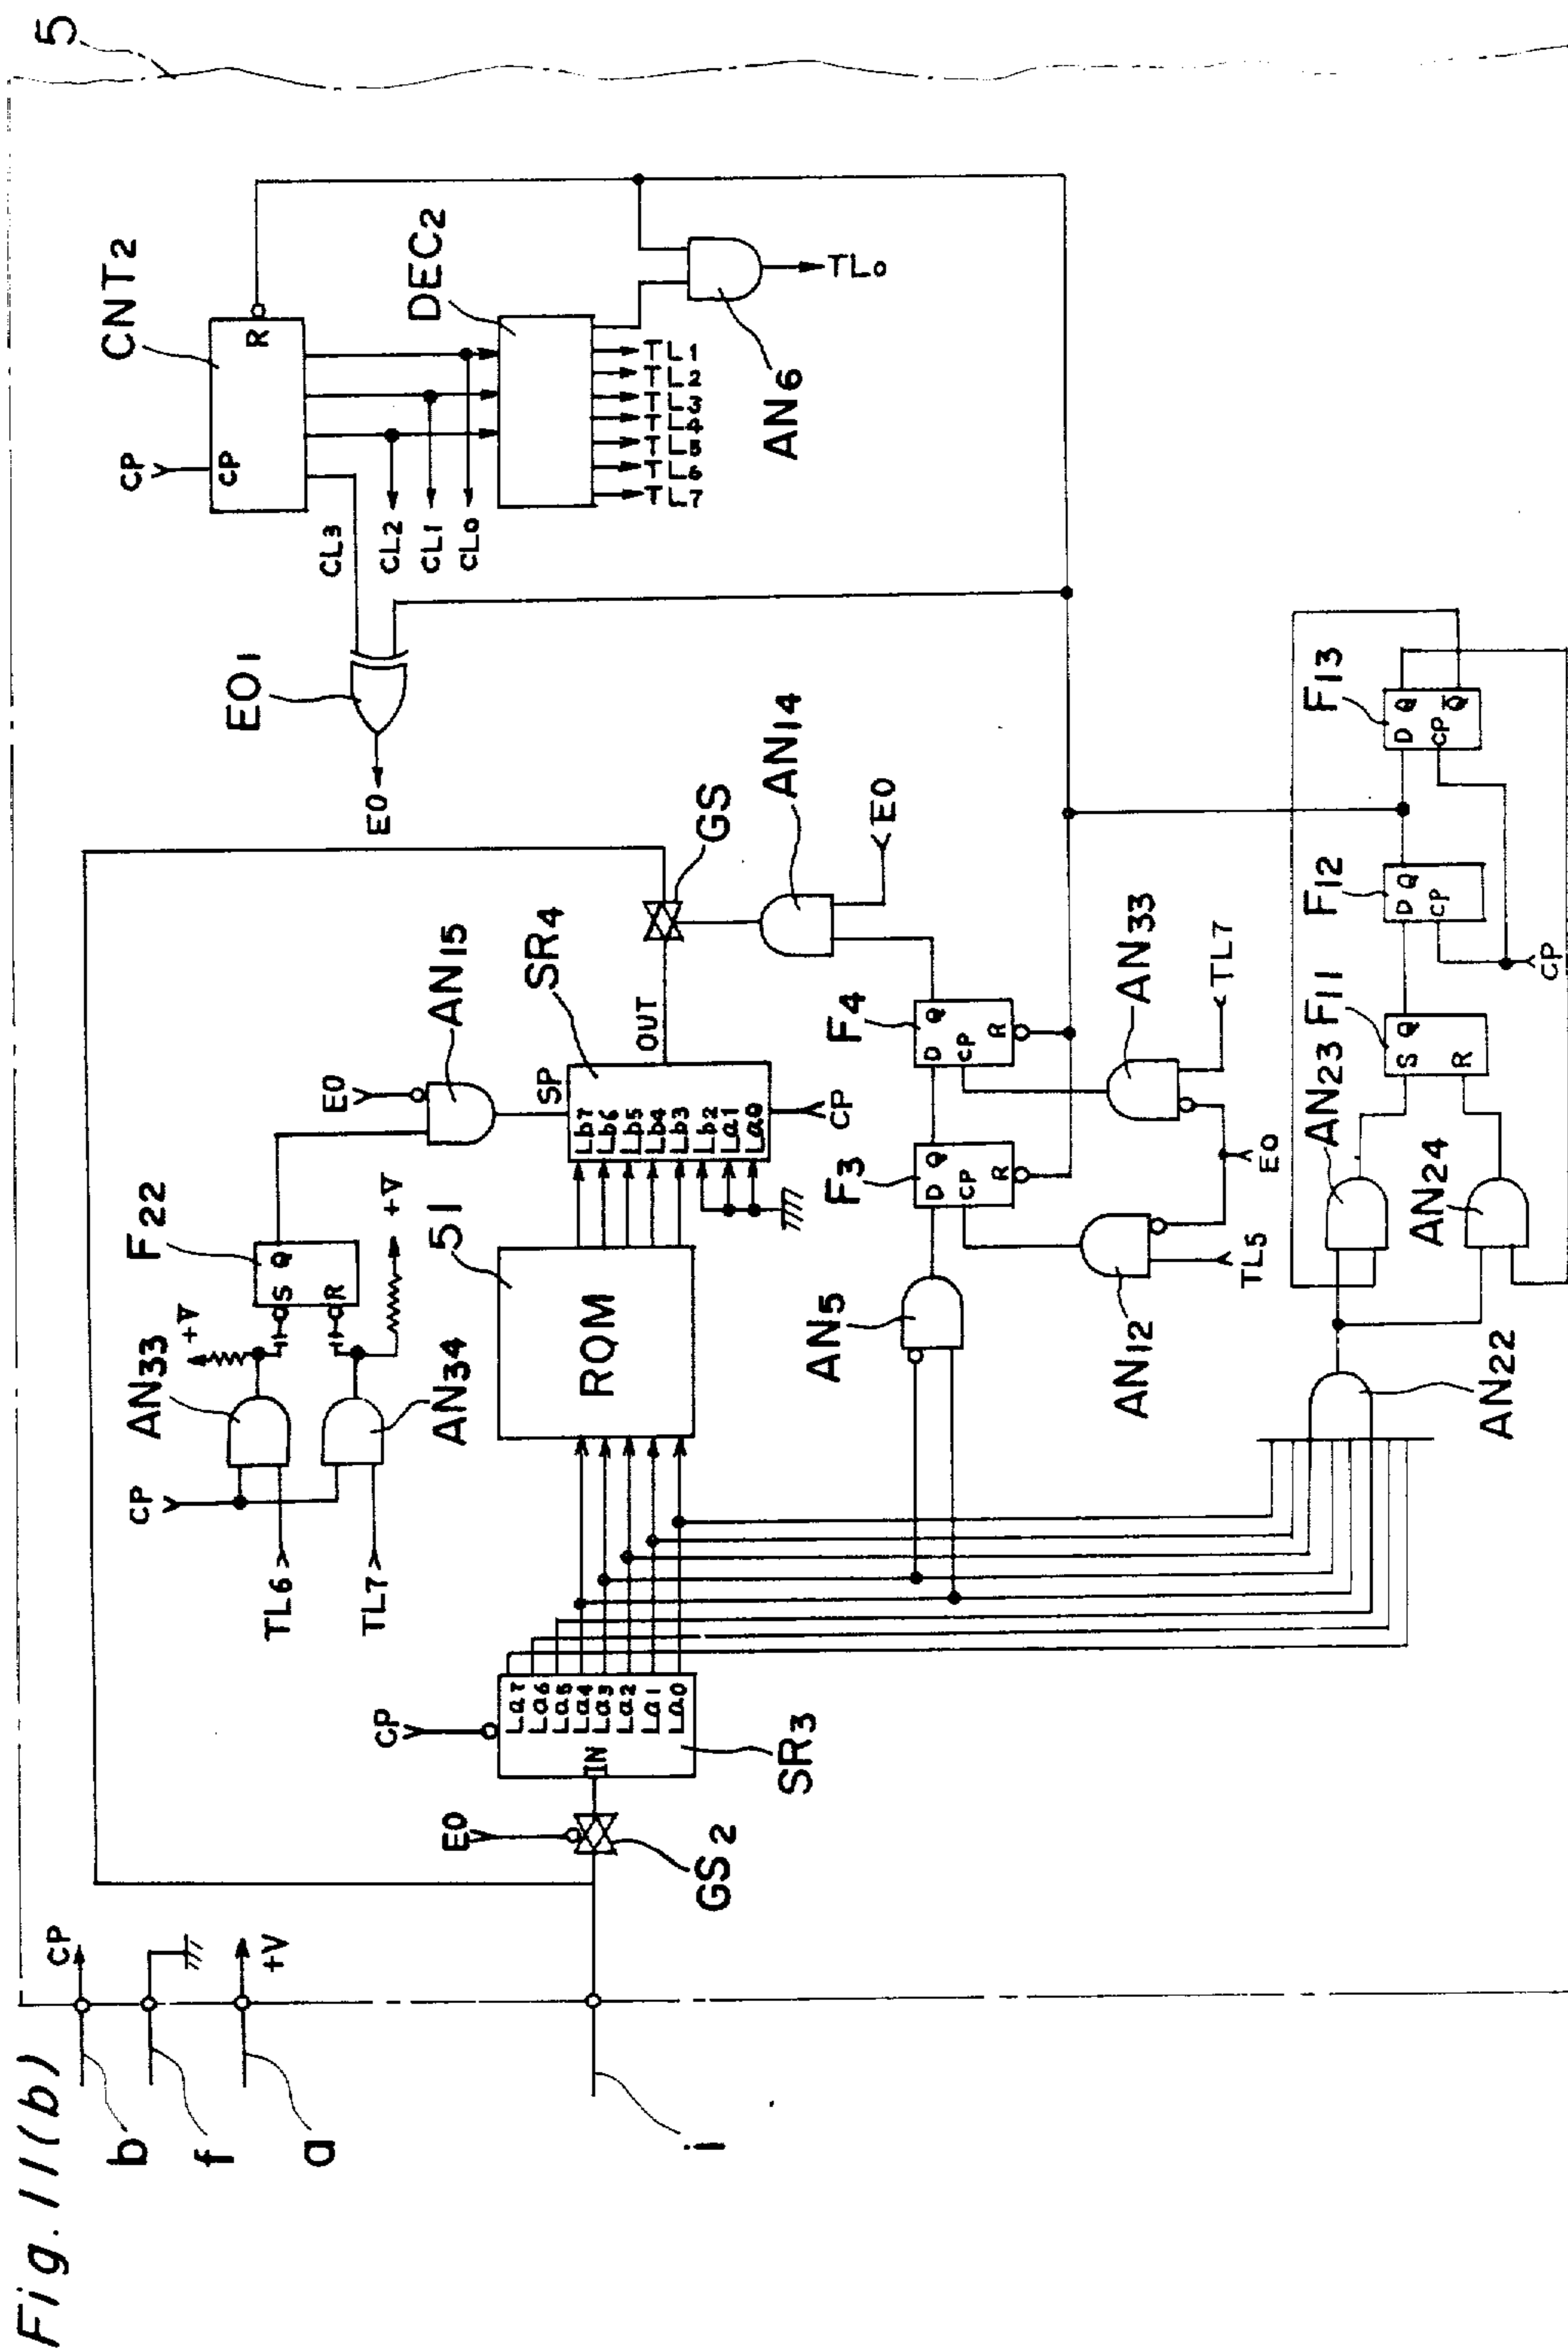 Fig. 11(b)
b
f
a
i
CP
+V
5
CP
CP
R
CNT2
CL3
CL2
CL1
CL0
DEC2
TL1
TL2
TL3
TL4
TL5
TL6
TL7
AN6
TL0
EO1
EO
CP
TL6
TL7
AN33
AN34
+V
+V
F22
S Q
R
EO
AN15
SP
SR4
Lb7
Lb6
Lb5
Lb4
Lb3
Lb2
La1
La0
OUT
CP
GS
AN14
EO
51
RQM
CP
La7
La6
La5
La4
La3
La2
La1
La0
IN
SR3
EO
GS2
AN5
F3
D Q
CP
R
F4
D Q
CP
R
AN12
TL5
EO
AN33
TL7
AN22
AN23
AN24
F11
S Q
R
F12
D Q
CP
CP
F13
D Q
CP Q̅